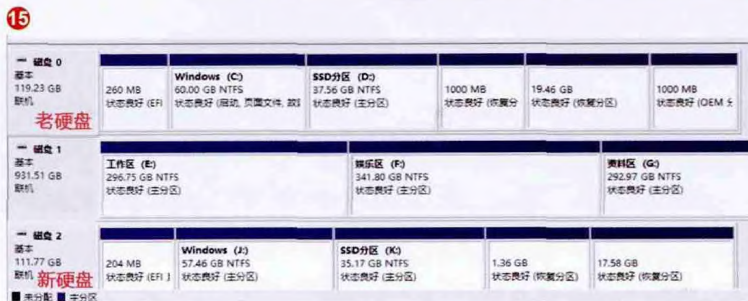 15
磁盘 0
基本
119.23 GB
联机
老硬盘
260 MB
状态良好 (EFI
Windows (C:)
60.00 GB NTFS
状态良好 (启动, 页面文件, 故
SSD分区 (D:)
37.56 GB NTFS
状态良好 (主分区)
1000 MB
状态良好 (恢复分
19.46 GB
状态良好 (恢复分区)
1000 MB
状态良好 (OEM 分
磁盘 1
基本
931.51 GB
联机
工作区 (E:)
296.75 GB NTFS
状态良好 (主分区)
娱乐区 (F:)
341.80 GB NTFS
状态良好 (主分区)
资料区 (G:)
292.97 GB NTFS
状态良好 (主分区)
磁盘 2
基本
111.77 GB
联机
新硬盘
204 MB
状态良好 (EFI
Windows (J:)
57.46 GB NTFS
状态良好 (主分区)
SSD分区 (K:)
35.17 GB NTFS
状态良好 (主分区)
1.36 GB
状态良好 (恢复分区)
17.58 GB
状态良好 (恢复分区)
未分配 主分区